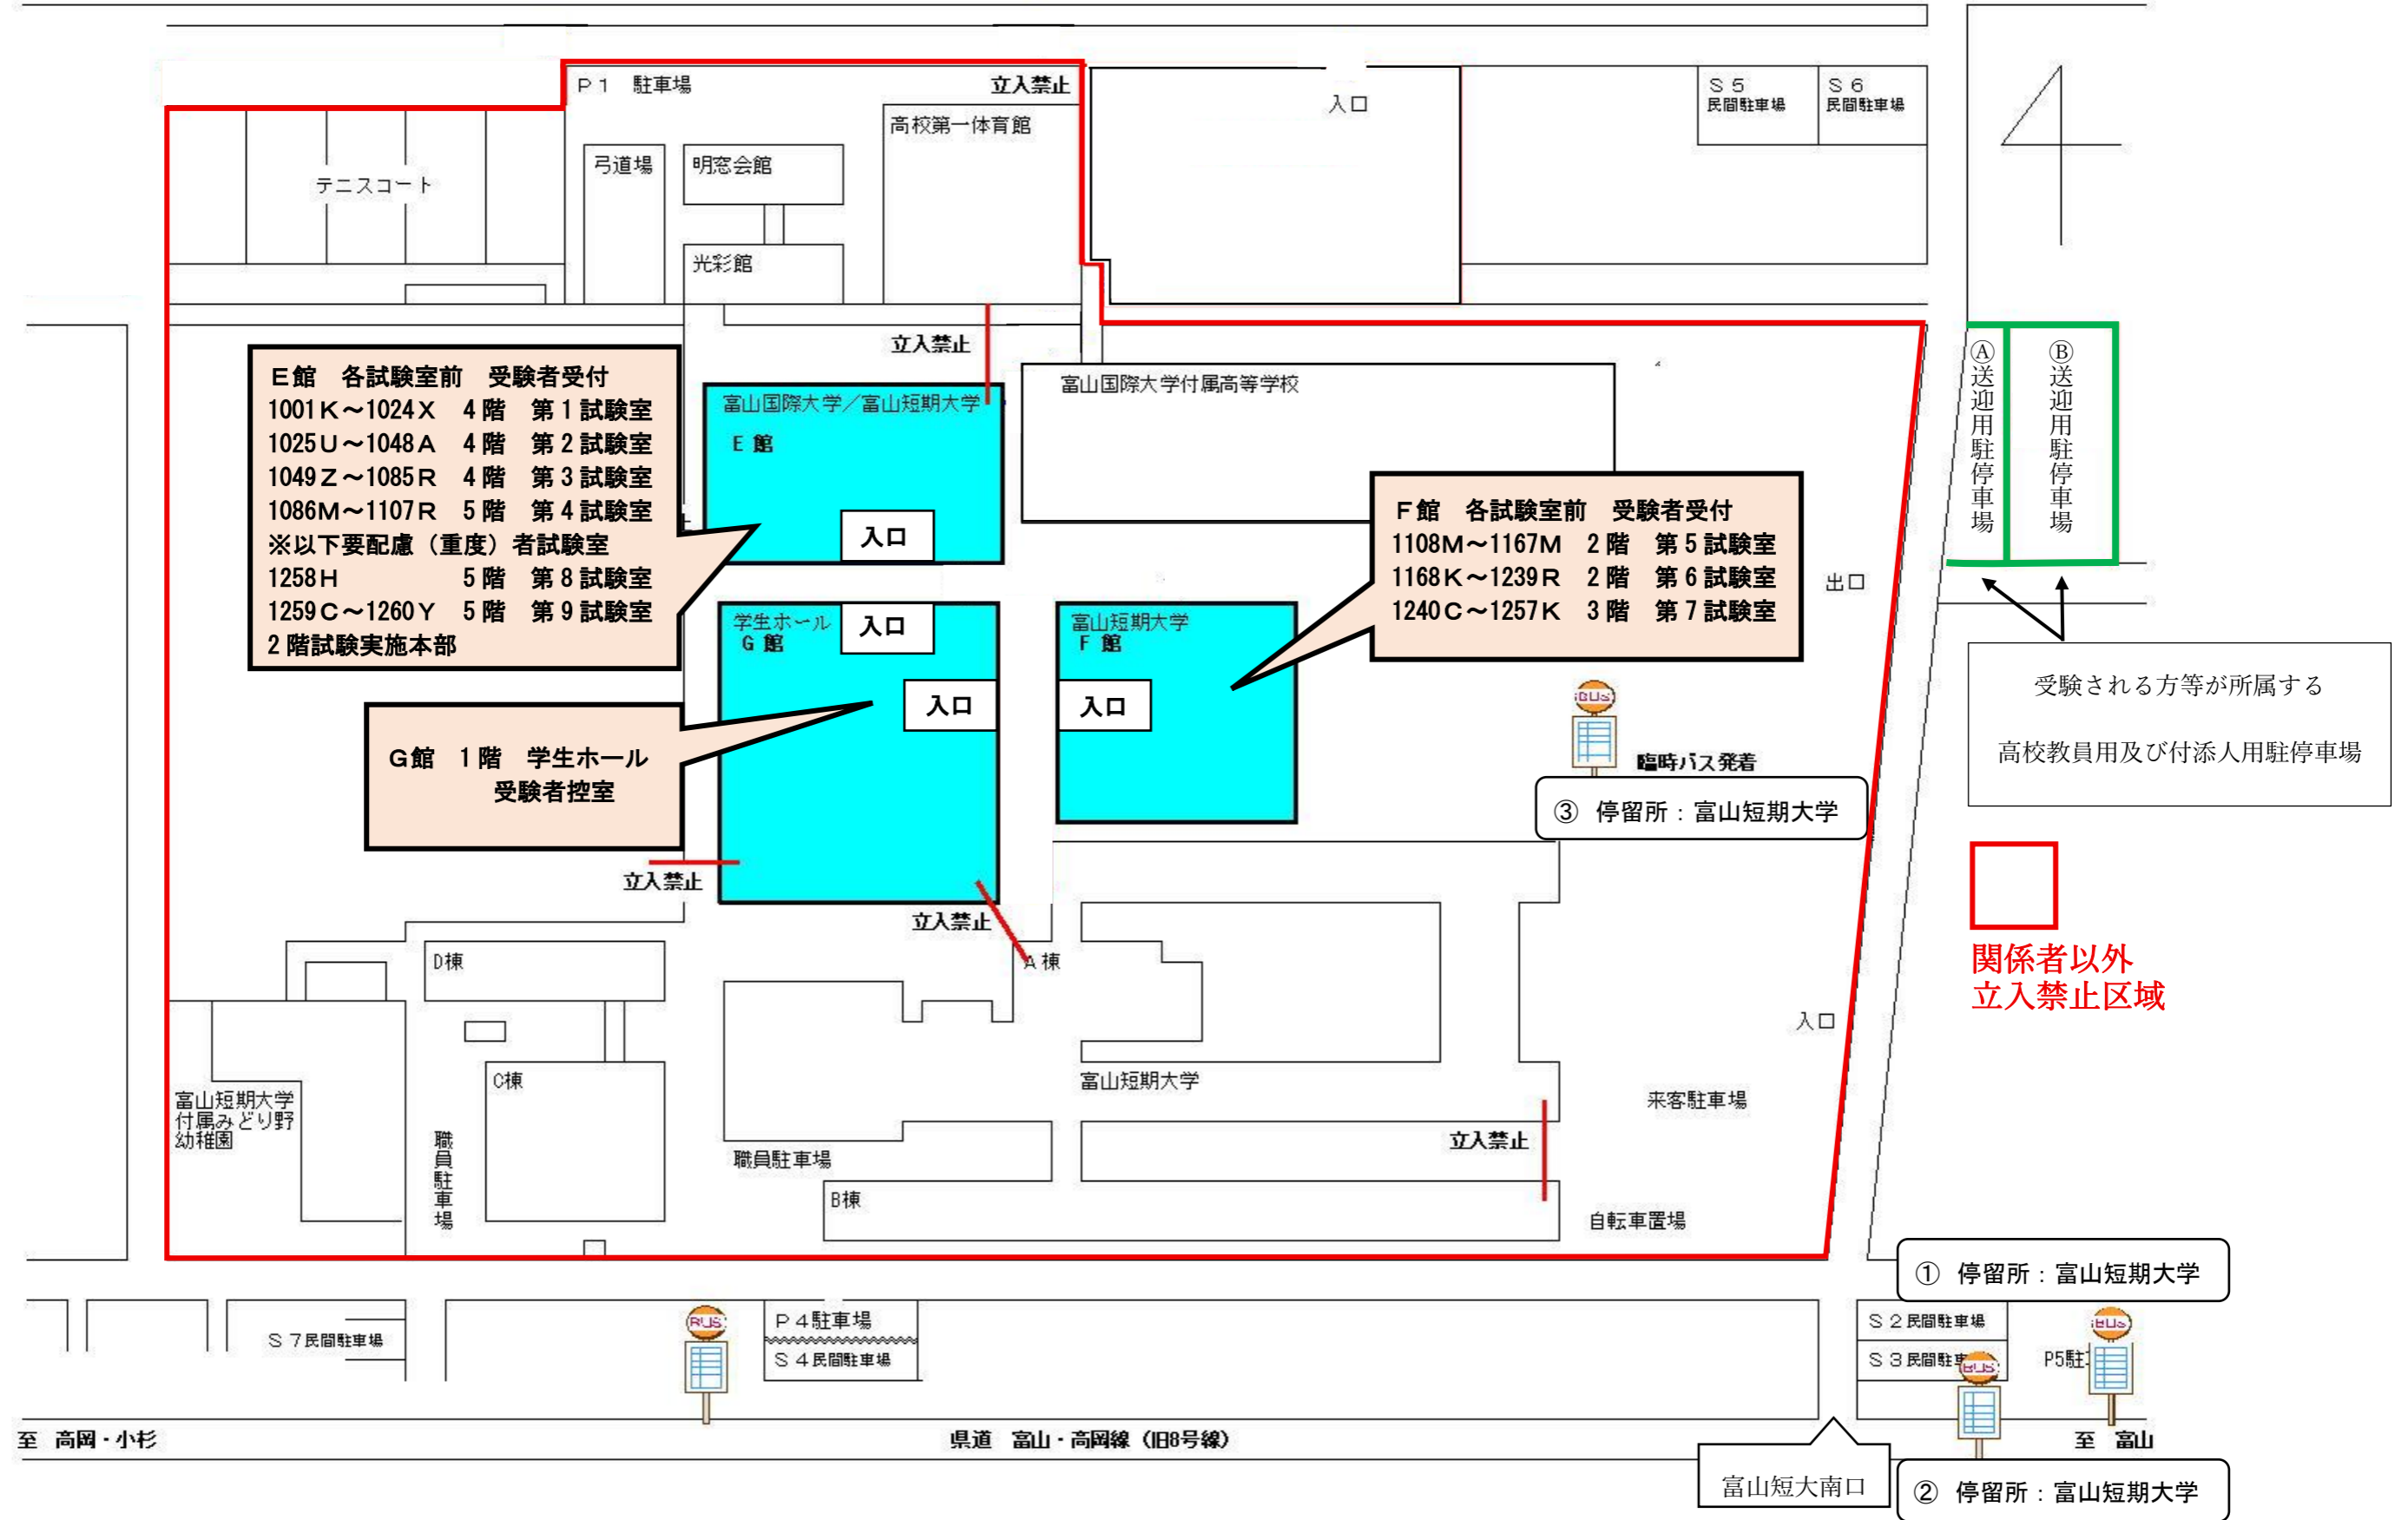 P1 駐車場
立入禁止
高校第一体育館
入口
S5
民間駐車場
S6
民間駐車場
テニスコート
弓道場
明窓会館
光彩館
立入禁止
E館 各試験室前 受験者受付
1001K～1024X 4階 第1試験室
1025U～1048A 4階 第2試験室
1049Z～1085R 4階 第3試験室
1086M～1107R 5階 第4試験室
※以下要配慮（重度）者試験室
1258H 5階 第8試験室
1259C～1260Y 5階 第9試験室
2階試験実施本部
富山国際大学／富山短期大学
E館
入口
富山国際大学付属高等学校
F館 各試験室前 受験者受付
1108M～1167M 2階 第5試験室
1168K～1239R 2階 第6試験室
1240C～1257K 3階 第7試験室
Ⓐ送迎用駐停車場
Ⓑ送迎用駐停車場
出口
学生ホール
G館
入口
入口
富山短期大学
F館
入口
G館 1階 学生ホール
受験者控室
BUS
臨時バス発着
③ 停留所：富山短期大学
受験される方等が所属する
高校教員用及び付添人用駐停車場
立入禁止
立入禁止
関係者以外
立入禁止区域
D棟
A棟
入口
C棟
富山短期大学
付属みどり野
幼稚園
職員駐車場
職員駐車場
富山短期大学
来客駐車場
立入禁止
B棟
自転車置場
① 停留所：富山短期大学
S7民間駐車場
BUS
P4駐車場
S4民間駐車場
S2民間駐車場
S3民間駐車
BUS
P5駐
BUS
至 高岡・小杉
県道 富山・高岡線（旧8号線）
至 富山
富山短大南口
② 停留所：富山短期大学